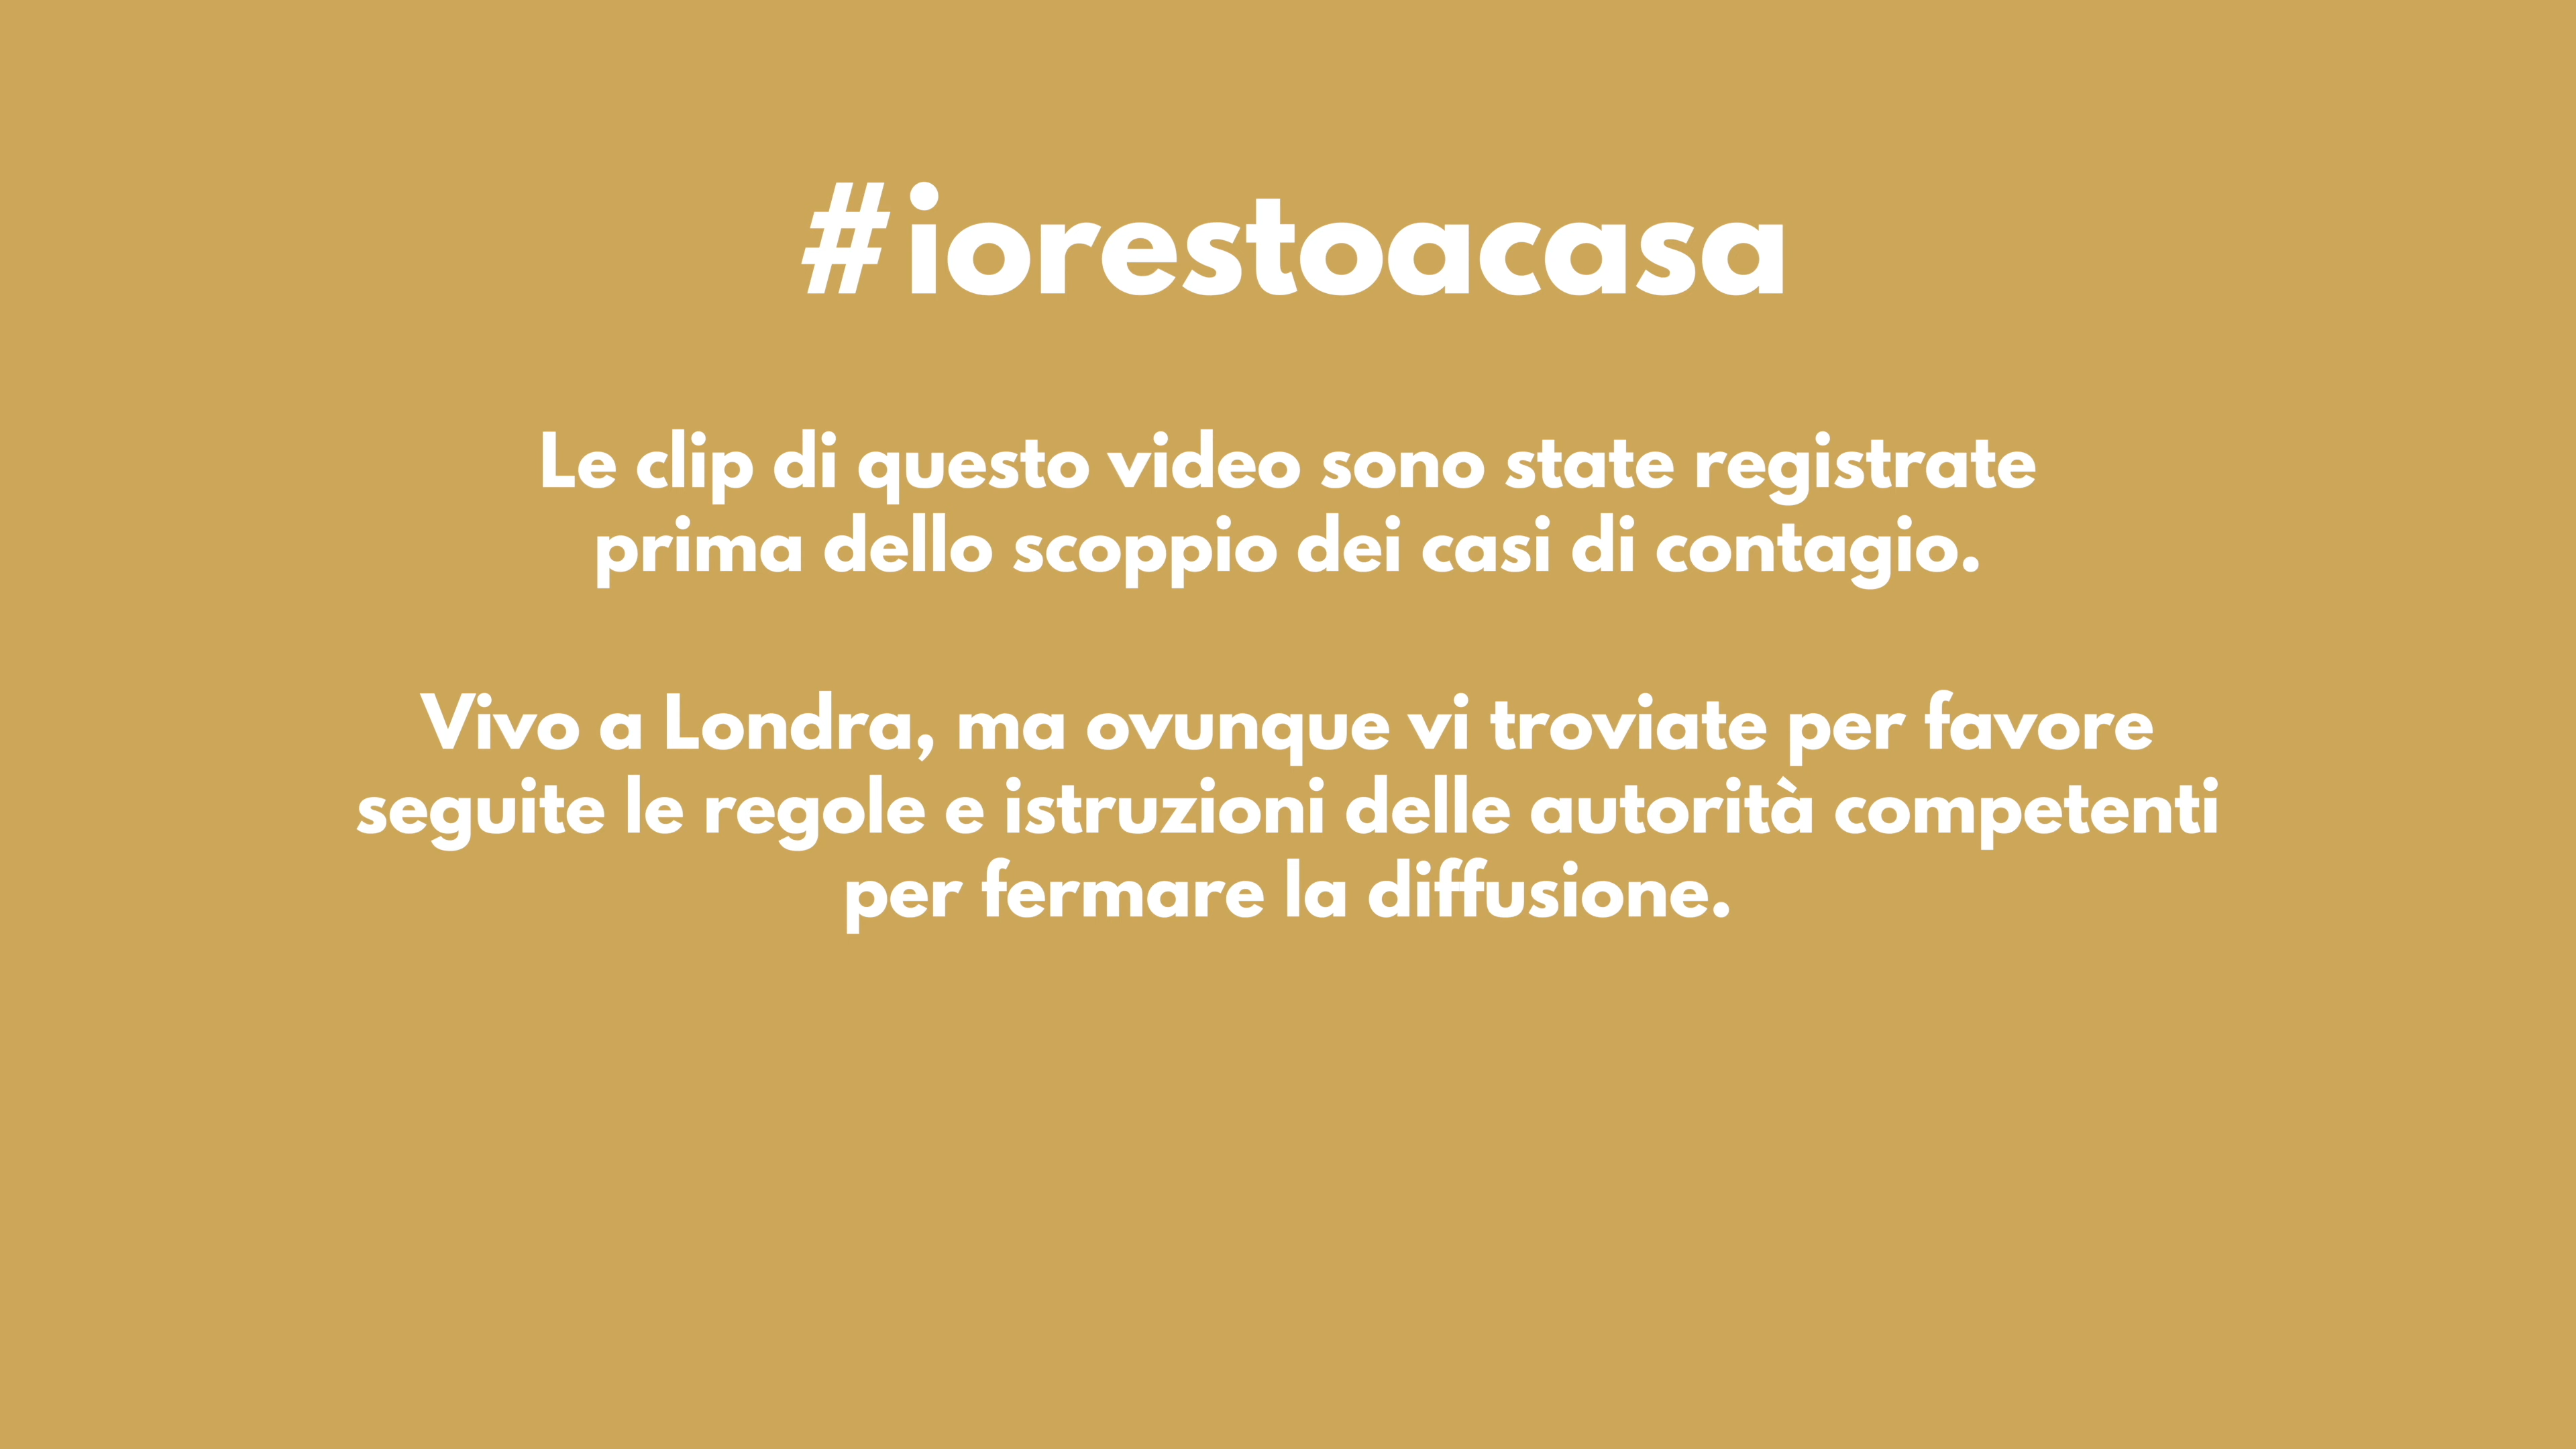 #iorestoacasa
Le clip di questo video sono state registrate
prima dello scoppio dei casi di contagio.
Vivo a Londra, ma ovunque vi troviate per favore
seguite le regole e istruzioni delle autorità competenti
per fermare la diffusione.